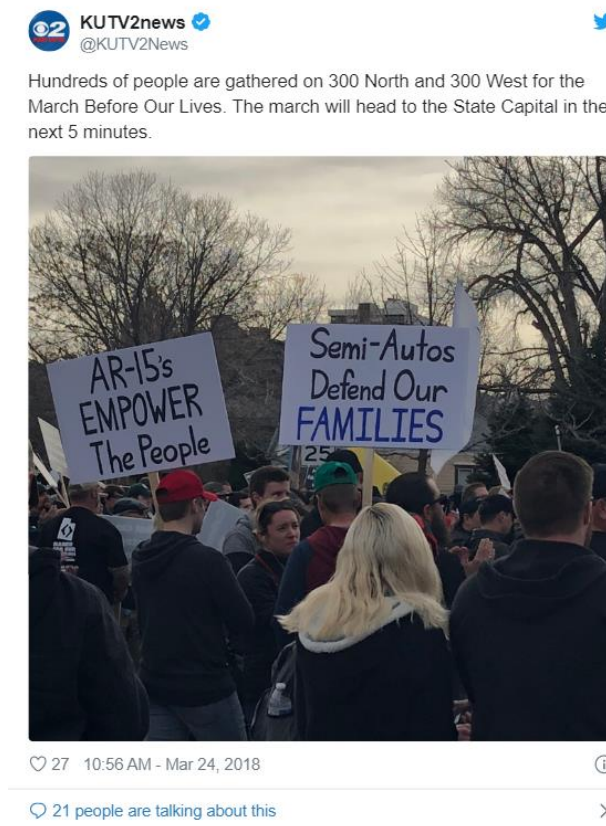 KUTV2news
@KUTV2News
Hundreds of people are gathered on 300 North and 300 West for the
March Before Our Lives. The march will head to the State Capital in the
next 5 minutes.
AR-15's
EMPOWER
The People
Semi-Autos
Defend Our
FAMILIES
25
27 10:56 AM - Mar 24, 2018
21 people are talking about this